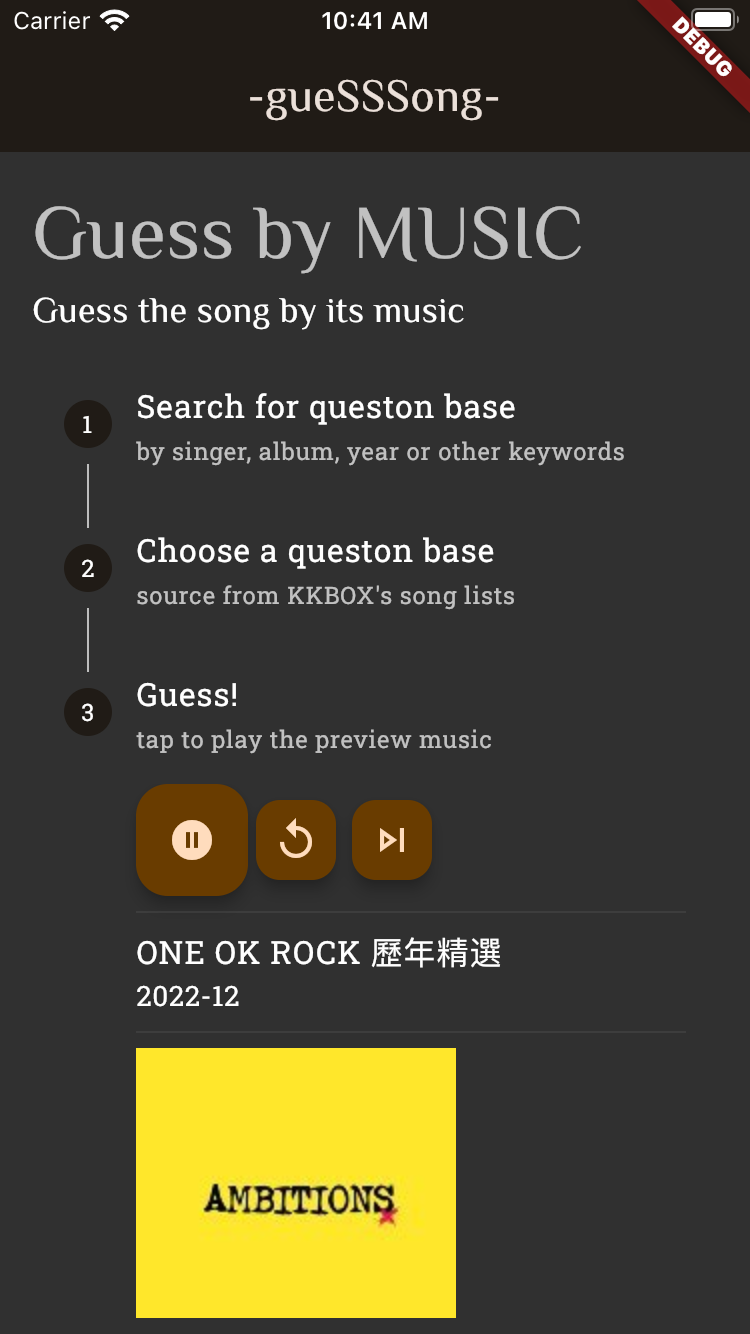 Carrier 10:41 AM
DEBUG
-gueSSSong-
Guess by MUSIC
Guess the song by its music
1 Search for queston base
by singer, album, year or other keywords
2 Choose a queston base
source from KKBOX's song lists
3 Guess!
tap to play the preview music
ONE OK ROCK 歷年精選
2022-12
AMBITIONS